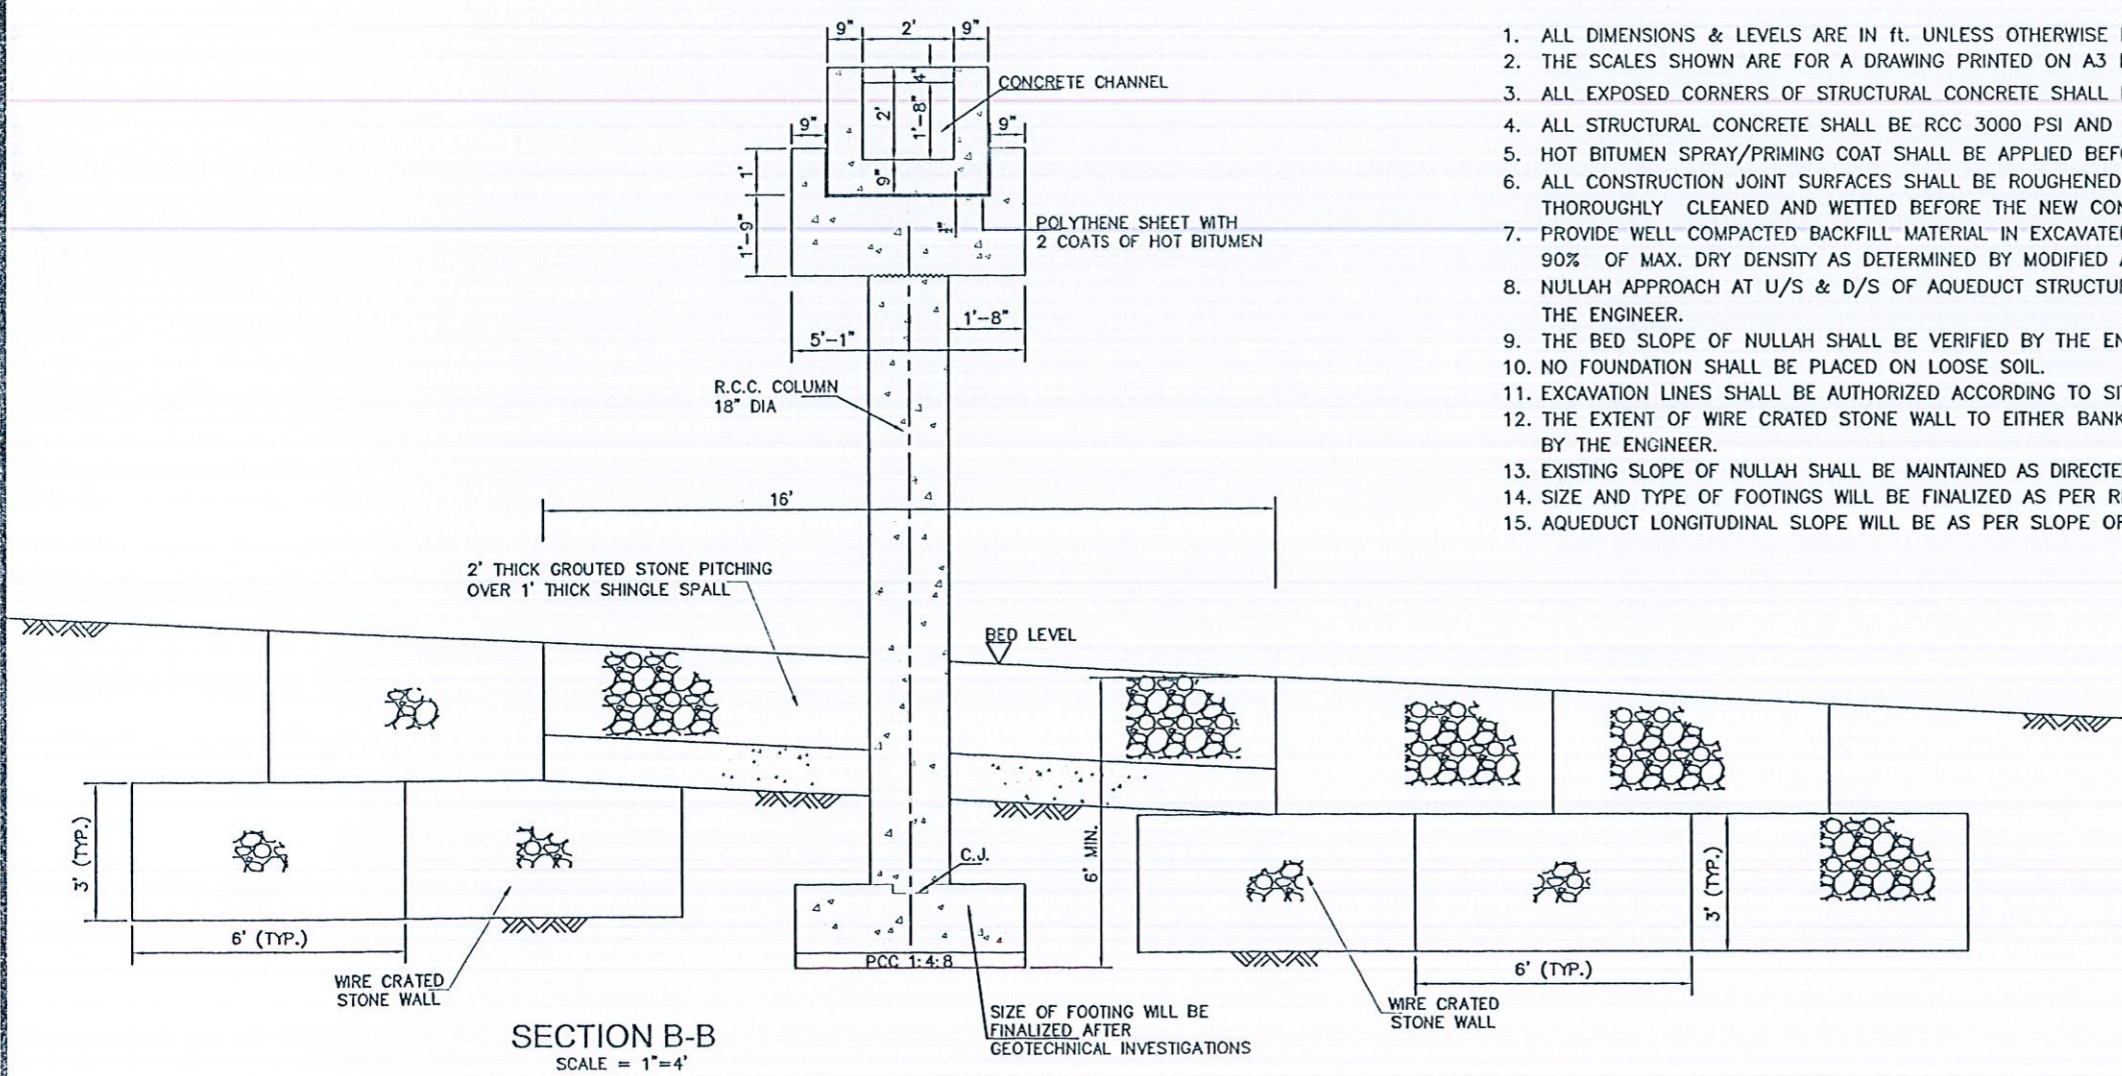 9" 2' 9"
4"
CONCRETE CHANNEL
2' 1'-8"
9" 9"
1' 9"
1'-9" 1"/2
POLYTHENE SHEET WITH
2 COATS OF HOT BITUMEN
1'-8"
5'-1"
R.C.C. COLUMN
18" DIA
16'
2' THICK GROUTED STONE PITCHING
OVER 1' THICK SHINGLE SPALL
BED LEVEL
3' (TYP.)
6' (TYP.)
WIRE CRATED
STONE WALL
C.J.
6' MIN.
PCC 1:4:8
3' (TYP.)
6' (TYP.)
SIZE OF FOOTING WILL BE
FINALIZED AFTER
GEOTECHNICAL INVESTIGATIONS
WIRE CRATED
STONE WALL
SECTION B-B
SCALE = 1"=4'
1. ALL DIMENSIONS & LEVELS ARE IN ft. UNLESS OTHERWISE
2. THE SCALES SHOWN ARE FOR A DRAWING PRINTED ON A3
3. ALL EXPOSED CORNERS OF STRUCTURAL CONCRETE SHALL
4. ALL STRUCTURAL CONCRETE SHALL BE RCC 3000 PSI AND
5. HOT BITUMEN SPRAY/PRIMING COAT SHALL BE APPLIED BEFO
6. ALL CONSTRUCTION JOINT SURFACES SHALL BE ROUGHENED
THOROUGHLY CLEANED AND WETTED BEFORE THE NEW CON
7. PROVIDE WELL COMPACTED BACKFILL MATERIAL IN EXCAVATE
90% OF MAX. DRY DENSITY AS DETERMINED BY MODIFIED
8. NULLAH APPROACH AT U/S & D/S OF AQUEDUCT STRUCTU
THE ENGINEER.
9. THE BED SLOPE OF NULLAH SHALL BE VERIFIED BY THE EN
10. NO FOUNDATION SHALL BE PLACED ON LOOSE SOIL.
11. EXCAVATION LINES SHALL BE AUTHORIZED ACCORDING TO SI
12. THE EXTENT OF WIRE CRATED STONE WALL TO EITHER BANK
BY THE ENGINEER.
13. EXISTING SLOPE OF NULLAH SHALL BE MAINTAINED AS DIRECTE
14. SIZE AND TYPE OF FOOTINGS WILL BE FINALIZED AS PER R
15. AQUEDUCT LONGITUDINAL SLOPE WILL BE AS PER SLOPE OF